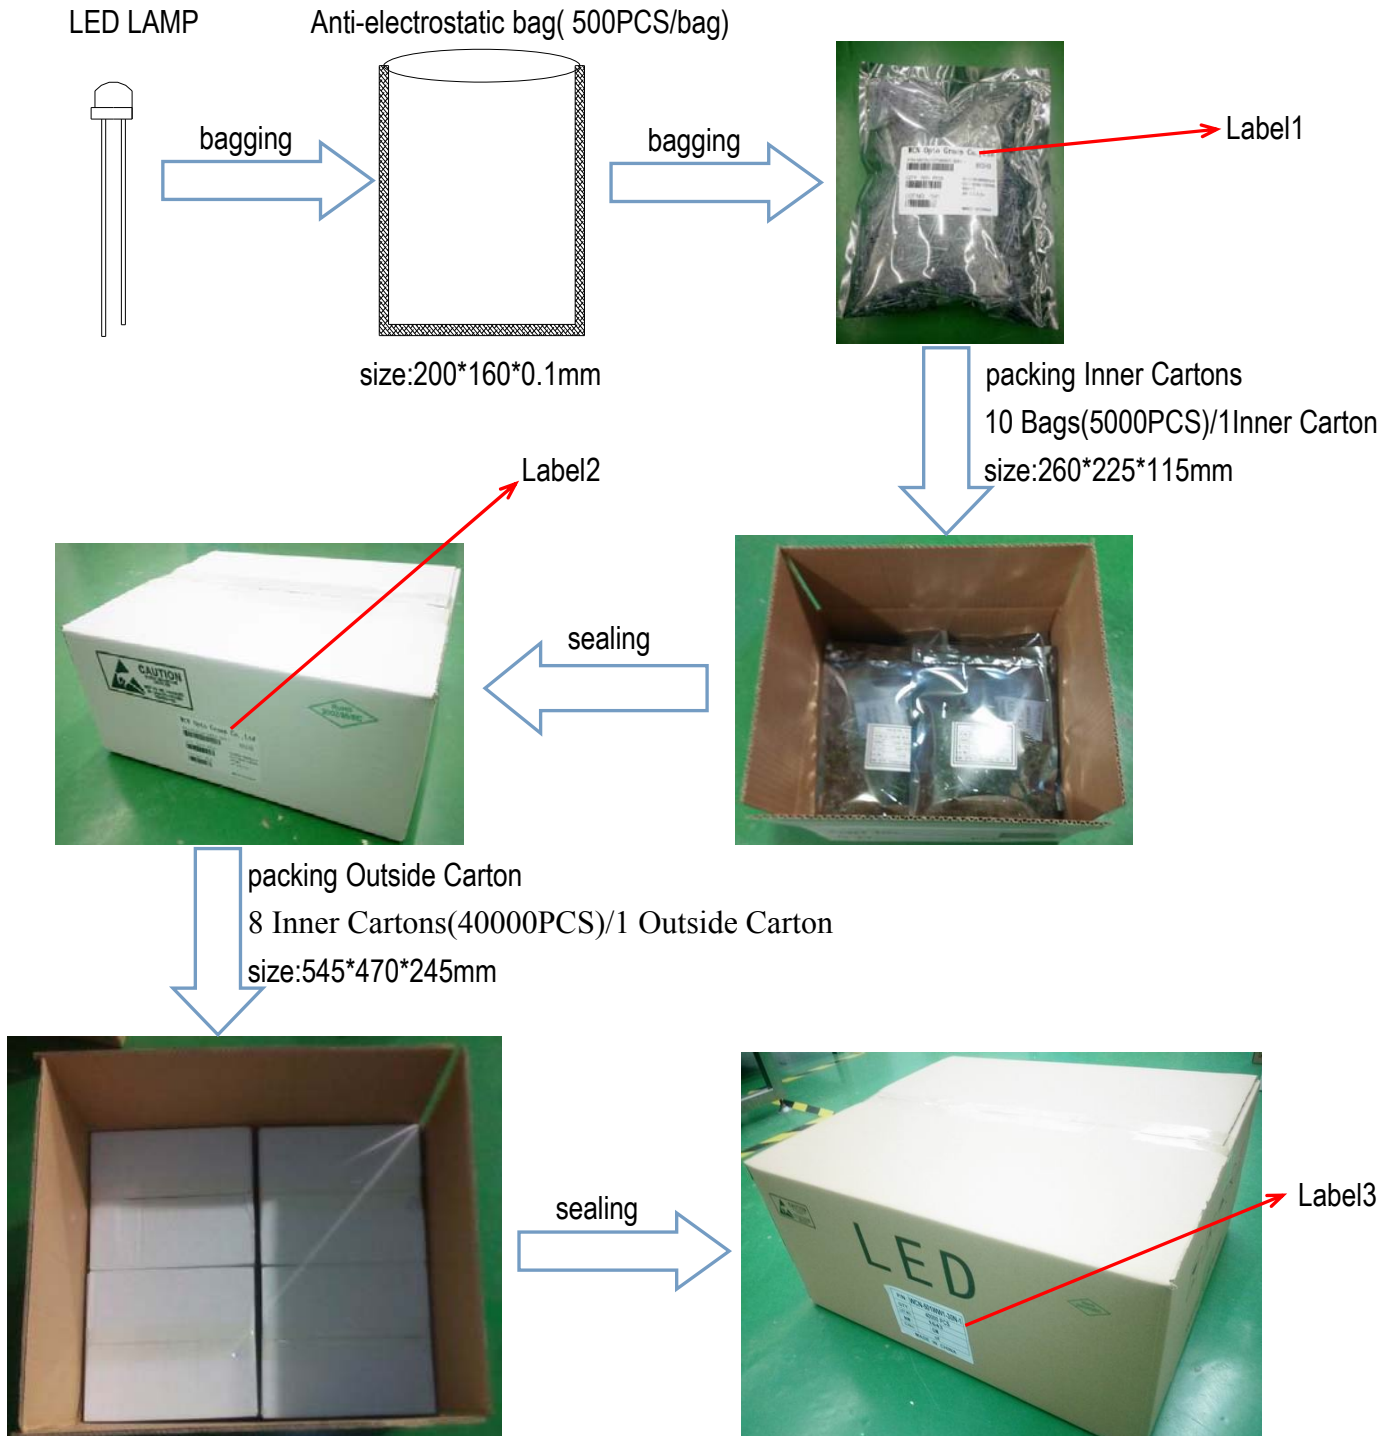 LED LAMP
Anti-electrostatic bag( 500PCS/bag)
bagging
bagging
Label1
size:200*160*0.1mm
packing Inner Cartons
10 Bags(5000PCS)/1Inner Carton
size:260*225*115mm
Label2
sealing
CAUTION
packing Outside Carton
8 Inner Cartons(40000PCS)/1 Outside Carton
size:545*470*245mm
sealing
Label3
LED